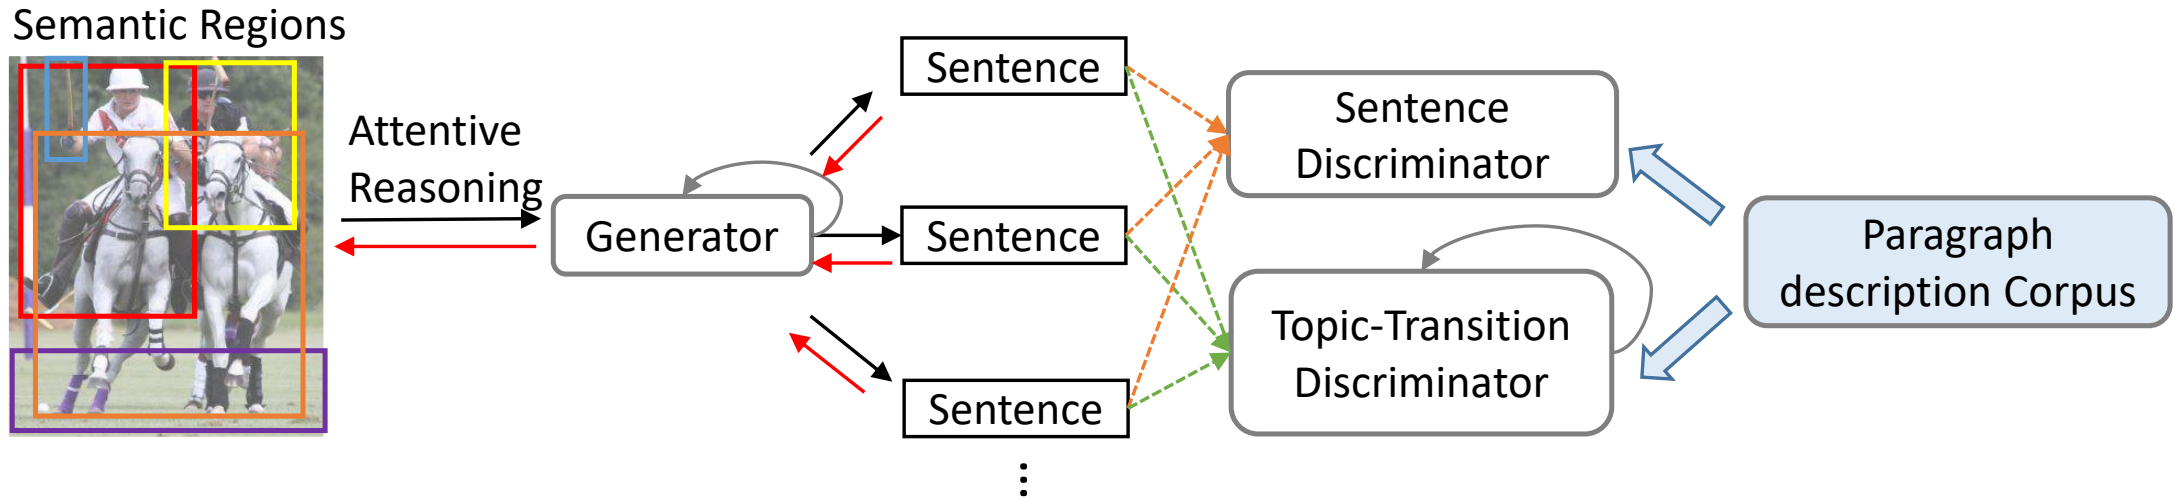 Semantic Regions
Attentive
Reasoning
Generator
Sentence
Sentence
Sentence
...
Sentence
Discriminator
Topic-Transition
Discriminator
Paragraph
description Corpus